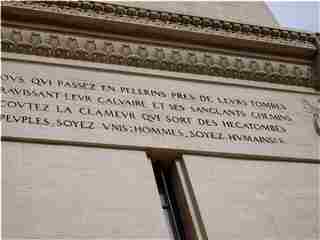 OVS QVI PASSEZ EN PELERINS PRES DE LEVRS TOMBES
RAVISSANT LEVR CALVAIRE ET SES SANGLANTS CHEMINS
COVTEZ LA CLAMEVR QVI SORT DES HECATOMBES
PEVPLES, SOYEZ VNIS; HOMMES, SOYEZ HVMAINS.